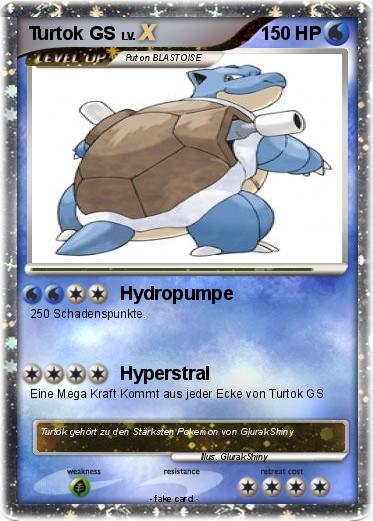 Turtok GS LV. X 150 HP
LEVEL-UP Put on BLASTOISE
Hydropumpe
250 Schadenspunkte.
Hyperstral
Eine Mega Kraft Kommt aus jeder Ecke von Turtok GS
Turtok gehört zu den Stärksten Pokemon von GlurakShiny
Illus. GlurakShiny
weakness resistance retreat cost
- fake card -